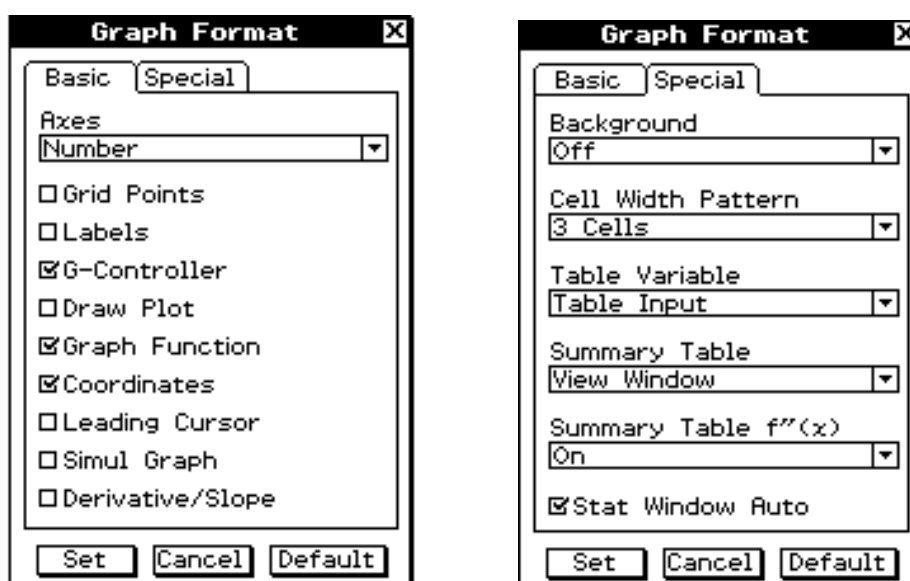 Graph Format
Basic Special
Axes
Number
Grid Points
Labels
G-Controller
Draw Plot
Graph Function
Coordinates
Leading Cursor
Simul Graph
Derivative/Slope
Set Cancel Default
Graph Format
Basic Special
Background
Off
Cell Width Pattern
3 Cells
Table Variable
Table Input
Summary Table
View Window
Summary Table f″(x)
On
Stat Window Auto
Set Cancel Default